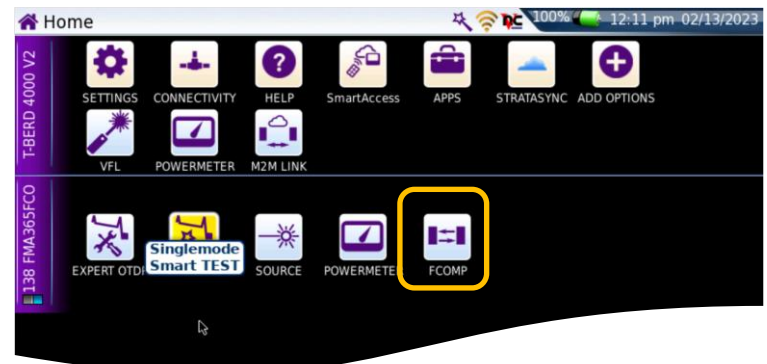 Home
100%
12:11 pm 02/13/2023
T-BERD 4000 V2
SETTINGS CONNECTIVITY HELP SmartAccess APPS STRATASYNC ADD OPTIONS
VFL POWERMETER M2M LINK
138 FMA365FCO
Singlemode
Smart TEST
EXPERT OTD SOURCE POWERMETE FCOMP